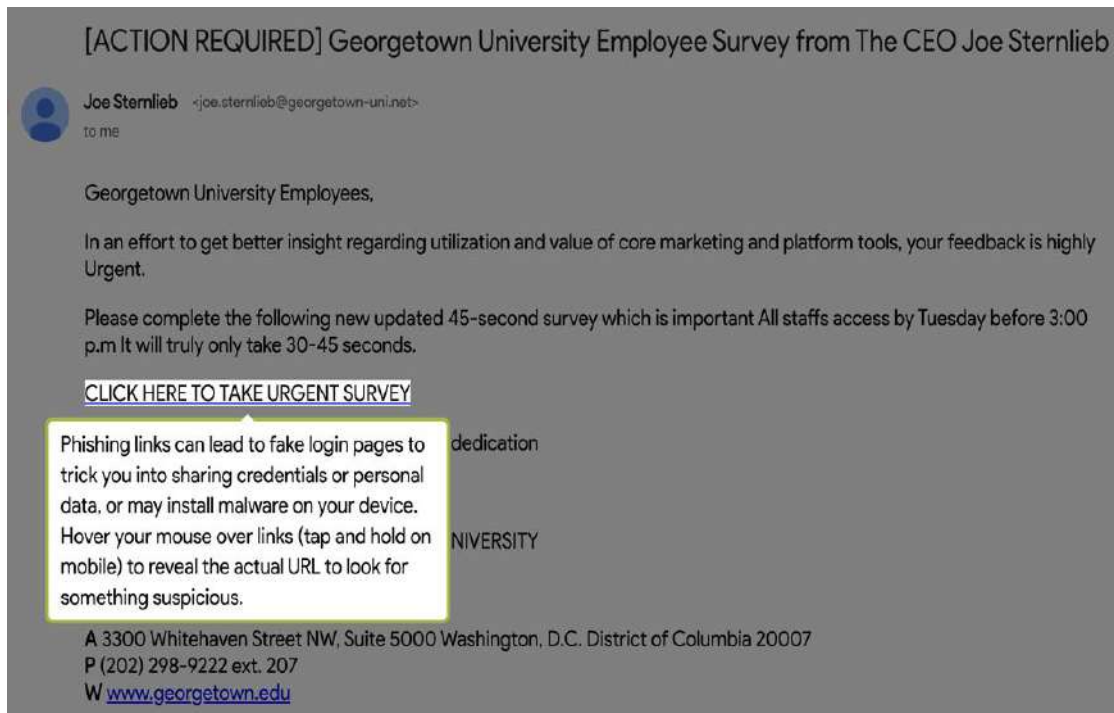 [ACTION REQUIRED] Georgetown University Employee Survey from The CEO Joe Sternlieb
Joe Sternlieb <joe.sternlieb@georgetown-uni.net>
to me
Georgetown University Employees,
In an effort to get better insight regarding utilization and value of core marketing and platform tools, your feedback is highly
Urgent.
Please complete the following new updated 45-second survey which is important All staffs access by Tuesday before 3:00
p.m It will truly only take 30-45 seconds.
CLICK HERE TO TAKE URGENT SURVEY
Phishing links can lead to fake login pages to
trick you into sharing credentials or personal
data, or may install malware on your device.
Hover your mouse over links (tap and hold on
mobile) to reveal the actual URL to look for
something suspicious.
dedication
NIVERSITY
A 3300 Whitehaven Street NW, Suite 5000 Washington, D.C. District of Columbia 20007
P (202) 298-9222 ext. 207
W www.georgetown.edu